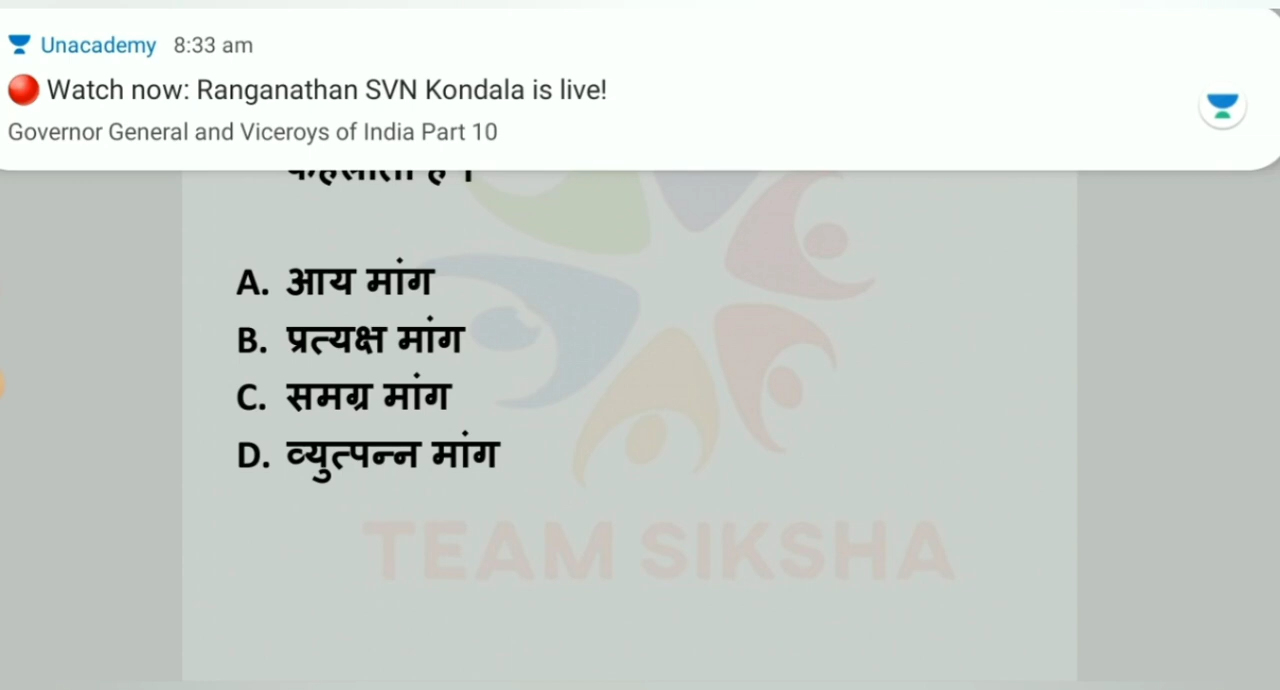 Unacademy 8:33 am
Watch now: Ranganathan SVN Kondala is live!
Governor General and Viceroys of India Part 10
A. आय मांग
B. प्रत्यक्ष मांग
C. समग्र मांग
D. व्युत्पन्न मांग
TEAM SIKSHA